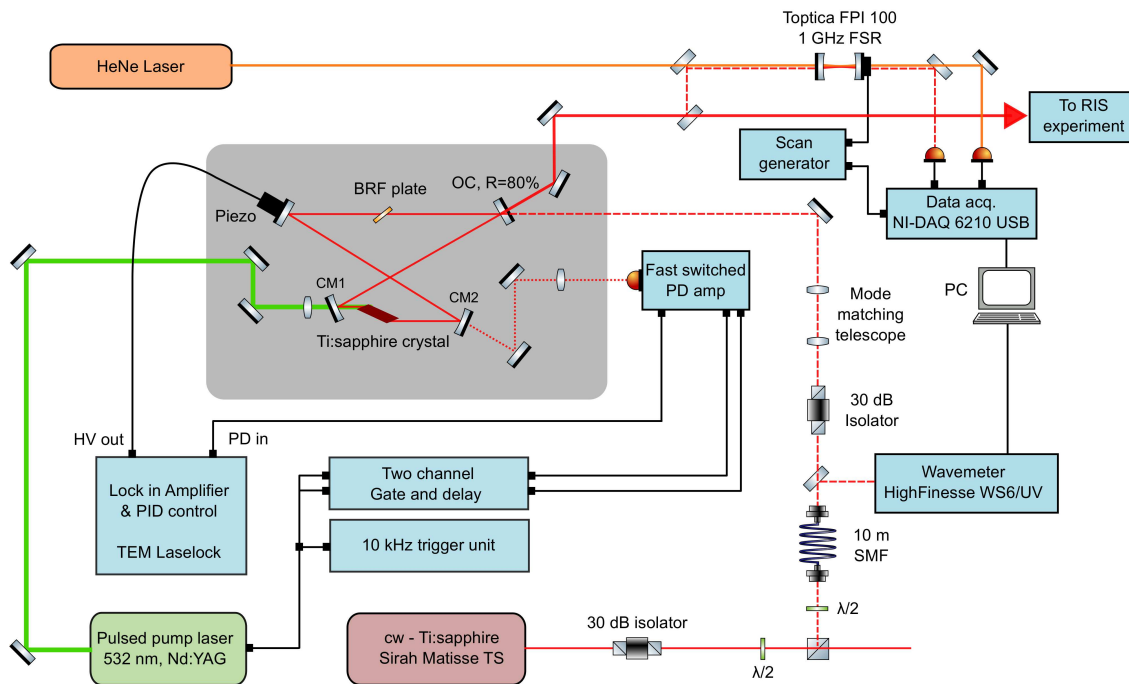 Toptica FPI 100
1 GHz FSR
HeNe Laser
To RIS
experiment
Scan
generator
BRF plate
OC, R=80%
Piezo
Data acq.
NI-DAQ 6210 USB
Fast switched
PD amp
CM1
CM2
PC
Mode
matching
telescope
Ti:sapphire crystal
30 dB
Isolator
HV out
PD in
Lock in Amplifier
& PID control
TEM Laselock
Two channel
Gate and delay
Wavemeter
HighFinesse WS6/UV
10 kHz trigger unit
10 m
SMF
λ/2
Pulsed pump laser
532 nm, Nd:YAG
cw - Ti:sapphire
Sirah Matisse TS
30 dB isolator
λ/2